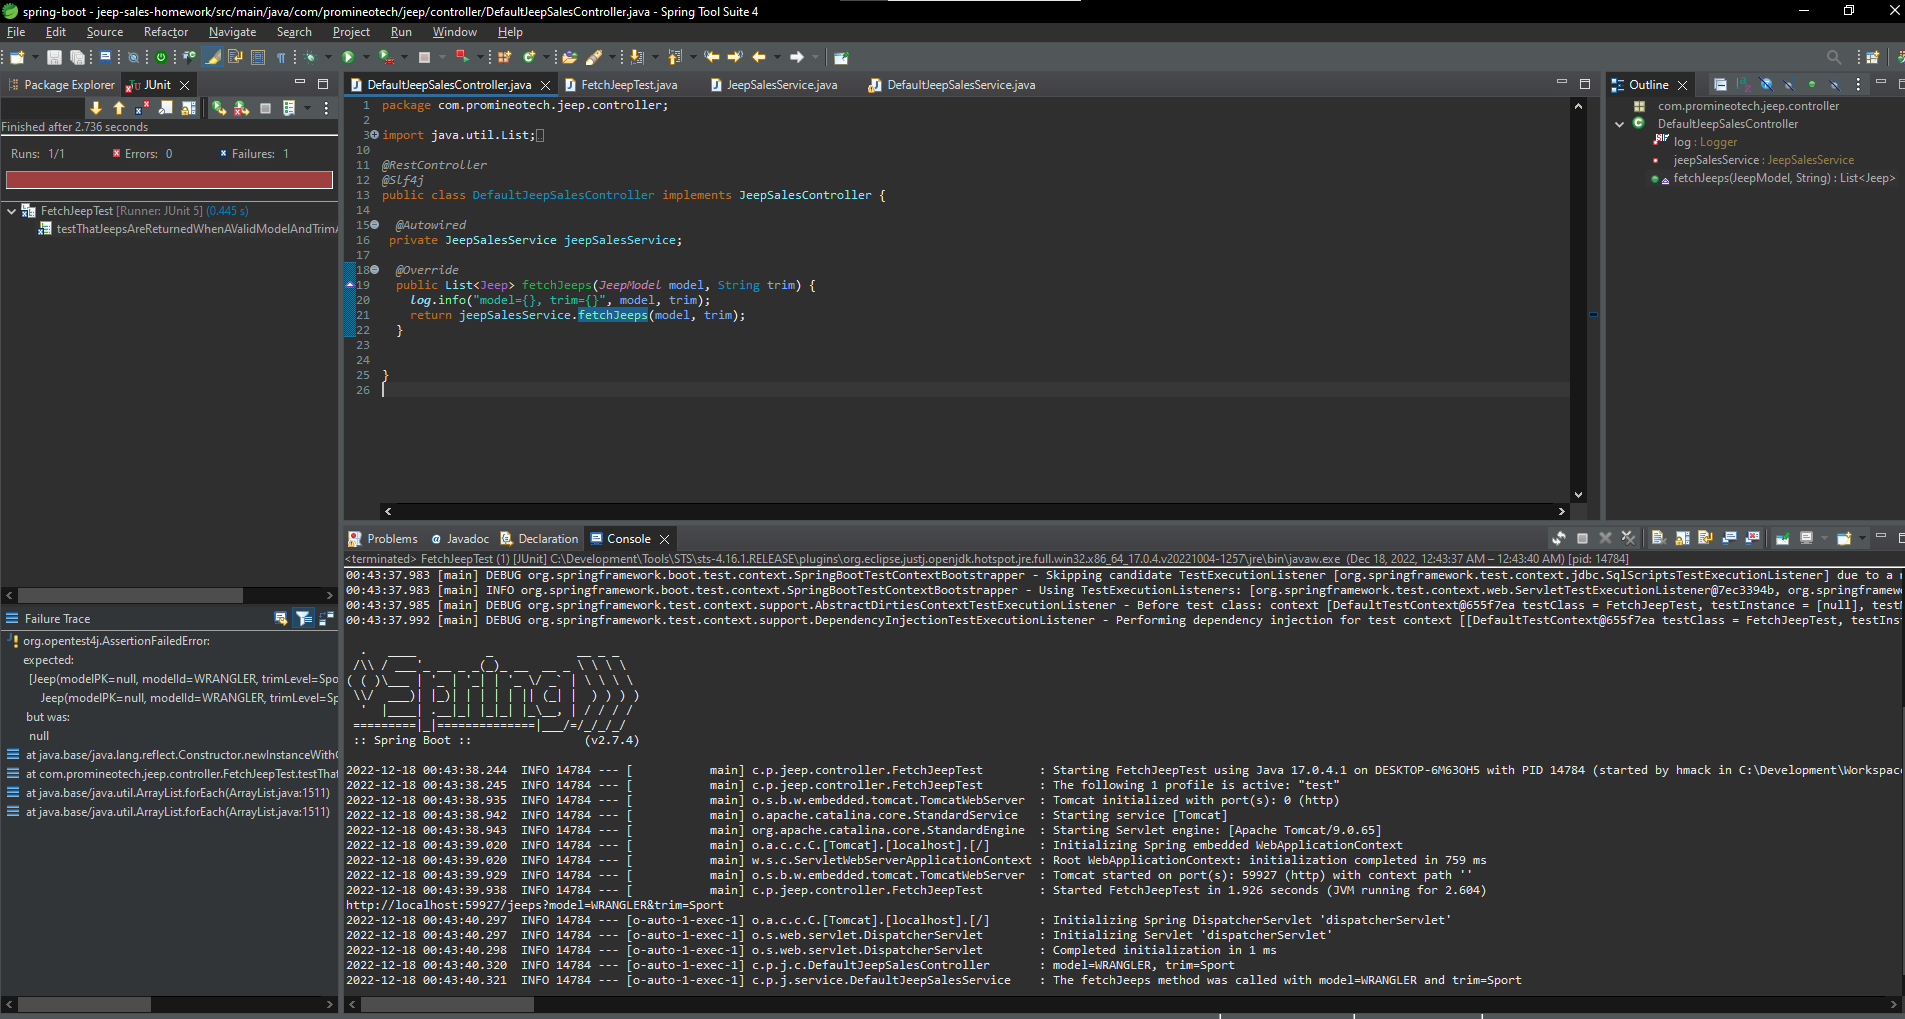 spring-boot - jeep-sales-homework/src/main/java/com/promineotech/jeep/controller/DefaultJeepSalesController.java - Spring Tool Suite 4
File Edit Source Refactor Navigate Search Project Run Window Help
Package Explorer JUnit
Finished after 2.736 seconds
Runs: 1/1 Errors: 0 Failures: 1
FetchJeepTest [Runner: JUnit 5] (0.445 s)
testThatJeepsAreReturnedWhenAValidModelAndTrimA
Failure Trace
org.opentest4j.AssertionFailedError:
expected:
[Jeep(modelPK=null, modelId=WRANGLER, trimLevel=Spo
Jeep(modelPK=null, modelId=WRANGLER, trimLevel=Sp
but was:
null
at java.base/java.lang.reflect.Constructor.newInstanceWith
at com.promineotech.jeep.controller.FetchJeepTest.testTha
at java.base/java.util.ArrayList.forEach(ArrayList.java:1511)
at java.base/java.util.ArrayList.forEach(ArrayList.java:1511)
DefaultJeepSalesController.java FetchJeepTest.java JeepSalesService.java DefaultJeepSalesService.java
1 package com.promineotech.jeep.controller;
2
3 import java.util.List;
10
11 @RestController
12 @Slf4j
13 public class DefaultJeepSalesController implements JeepSalesController {
14
15 @Autowired
16 private JeepSalesService jeepSalesService;
17
18 @Override
19 public List<Jeep> fetchJeeps(JeepModel model, String trim) {
20 log.info("model={}, trim={}", model, trim);
21 return jeepSalesService.fetchJeeps(model, trim);
22 }
23
24
25 }
26
Outline
com.promineotech.jeep.controller
DefaultJeepSalesController
log : Logger
jeepSalesService : JeepSalesService
fetchJeeps(JeepModel, String) : List<Jeep>
Problems Javadoc Declaration Console
<terminated> FetchJeepTest (1) [JUnit] C:\Development\Tools\STS\sts-4.16.1.RELEASE\plugins\org.eclipse.justj.openjdk.hotspot.jre.full.win32.x86_64_17.0.4.v20221004-1257\jre\bin\javaw.exe (Dec 18, 2022, 12:43:37 AM – 12:43:40 AM) [pid: 14784]
00:43:37.983 [main] DEBUG org.springframework.boot.test.context.SpringBootTestContextBootstrapper - Skipping candidate TestExecutionListener [org.springframework.test.context.jdbc.SqlScriptsTestExecutionListener] due to a
00:43:37.983 [main] INFO org.springframework.boot.test.context.SpringBootTestContextBootstrapper - Using TestExecutionListeners: [org.springframework.test.context.web.ServletTestExecutionListener@7ec3394b, org.springframew
00:43:37.985 [main] DEBUG org.springframework.test.context.support.AbstractDirtiesContextTestExecutionListener - Before test class: context [DefaultTestContext@655f7ea testClass = FetchJeepTest, testInstance = [null], test
00:43:37.992 [main] DEBUG org.springframework.test.context.support.DependencyInjectionTestExecutionListener - Performing dependency injection for test context [[DefaultTestContext@655f7ea testClass = FetchJeepTest, testIns
Spring
:: Spring Boot :: (v2.7.4)
2022-12-18 00:43:38.244 INFO 14784 --- [ main] c.p.jeep.controller.FetchJeepTest : Starting FetchJeepTest using Java 17.0.4.1 on DESKTOP-6M63OH5 with PID 14784 (started by hmack in C:\Development\Workspac
2022-12-18 00:43:38.245 INFO 14784 --- [ main] c.p.jeep.controller.FetchJeepTest : The following 1 profile is active: "test"
2022-12-18 00:43:38.935 INFO 14784 --- [ main] o.s.b.w.embedded.tomcat.TomcatWebServer : Tomcat initialized with port(s): 0 (http)
2022-12-18 00:43:38.942 INFO 14784 --- [ main] o.apache.catalina.core.StandardService : Starting service [Tomcat]
2022-12-18 00:43:38.943 INFO 14784 --- [ main] org.apache.catalina.core.StandardEngine : Starting Servlet engine: [Apache Tomcat/9.0.65]
2022-12-18 00:43:39.020 INFO 14784 --- [ main] o.a.c.c.C.[Tomcat].[localhost].[/] : Initializing Spring embedded WebApplicationContext
2022-12-18 00:43:39.020 INFO 14784 --- [ main] w.s.c.ServletWebServerApplicationContext : Root WebApplicationContext: initialization completed in 759 ms
2022-12-18 00:43:39.929 INFO 14784 --- [ main] o.s.b.w.embedded.tomcat.TomcatWebServer : Tomcat started on port(s): 59927 (http) with context path ''
2022-12-18 00:43:39.938 INFO 14784 --- [ main] c.p.jeep.controller.FetchJeepTest : Started FetchJeepTest in 1.926 seconds (JVM running for 2.604)
http://localhost:59927/jeeps?model=WRANGLER&trim=Sport
2022-12-18 00:43:40.297 INFO 14784 --- [o-auto-1-exec-1] o.a.c.c.C.[Tomcat].[localhost].[/] : Initializing Spring DispatcherServlet 'dispatcherServlet'
2022-12-18 00:43:40.297 INFO 14784 --- [o-auto-1-exec-1] o.s.web.servlet.DispatcherServlet : Initializing Servlet 'dispatcherServlet'
2022-12-18 00:43:40.298 INFO 14784 --- [o-auto-1-exec-1] o.s.web.servlet.DispatcherServlet : Completed initialization in 1 ms
2022-12-18 00:43:40.320 INFO 14784 --- [o-auto-1-exec-1] c.p.j.c.DefaultJeepSalesController : model=WRANGLER, trim=Sport
2022-12-18 00:43:40.321 INFO 14784 --- [o-auto-1-exec-1] c.p.j.service.DefaultJeepSalesService : The fetchJeeps method was called with model=WRANGLER and trim=Sport